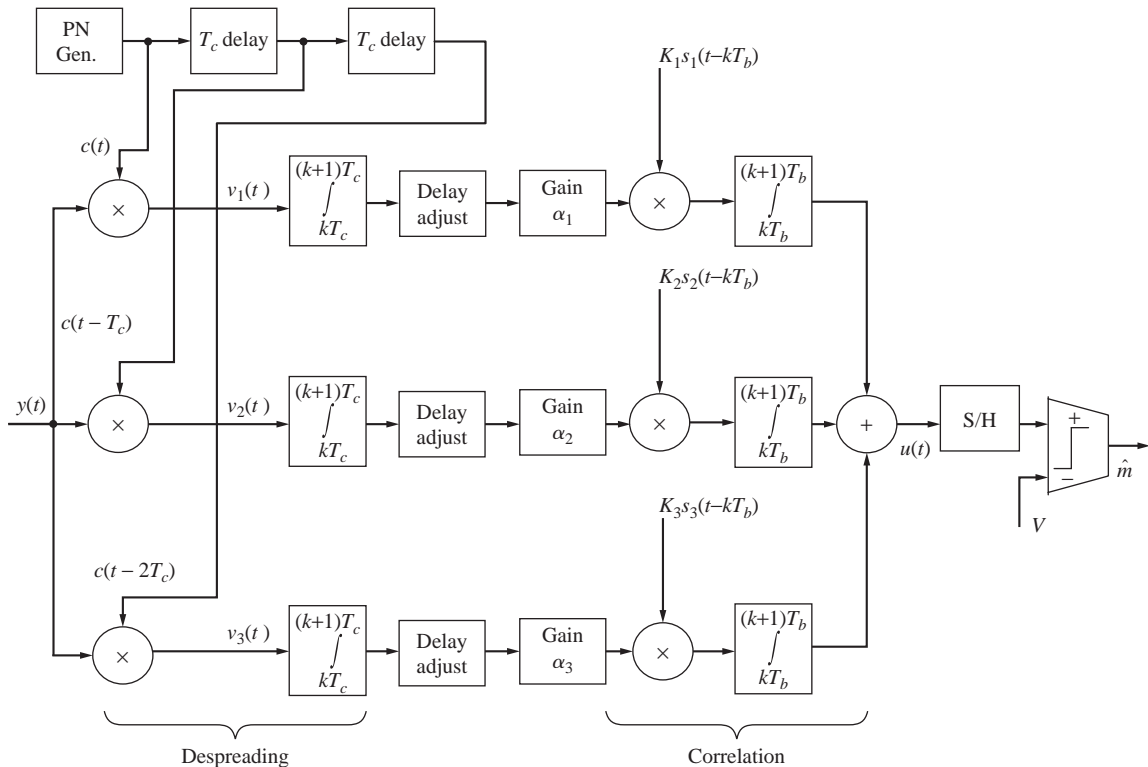 PN
Gen.
T_c delay
T_c delay
K_1s_1(t–kT_b)
c(t)
×
v_1(t)
(k+1)T_c
∫
kT_c
Delay
adjust
Gain
α_1
×
(k+1)T_b
∫
kT_b
c(t – T_c)
K_2s_2(t–kT_b)
y(t)
×
v_2(t)
(k+1)T_c
∫
kT_c
Delay
adjust
Gain
α_2
×
(k+1)T_b
∫
kT_b
+
u(t)
S/H
+
–
m̂
V
c(t – 2T_c)
K_3s_3(t–kT_b)
×
v_3(t)
(k+1)T_c
∫
kT_c
Delay
adjust
Gain
α_3
×
(k+1)T_b
∫
kT_b
Despreading
Correlation